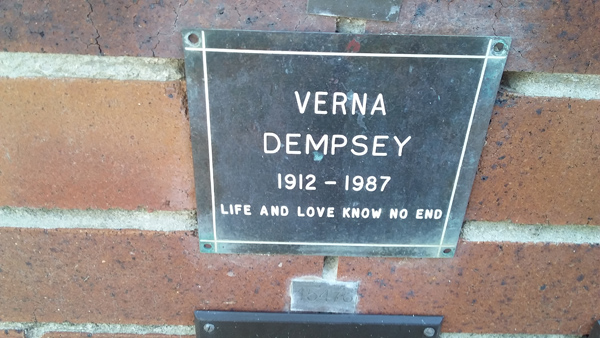 VERNA
DEMPSEY
1912 - 1987
LIFE AND LOVE KNOW NO END